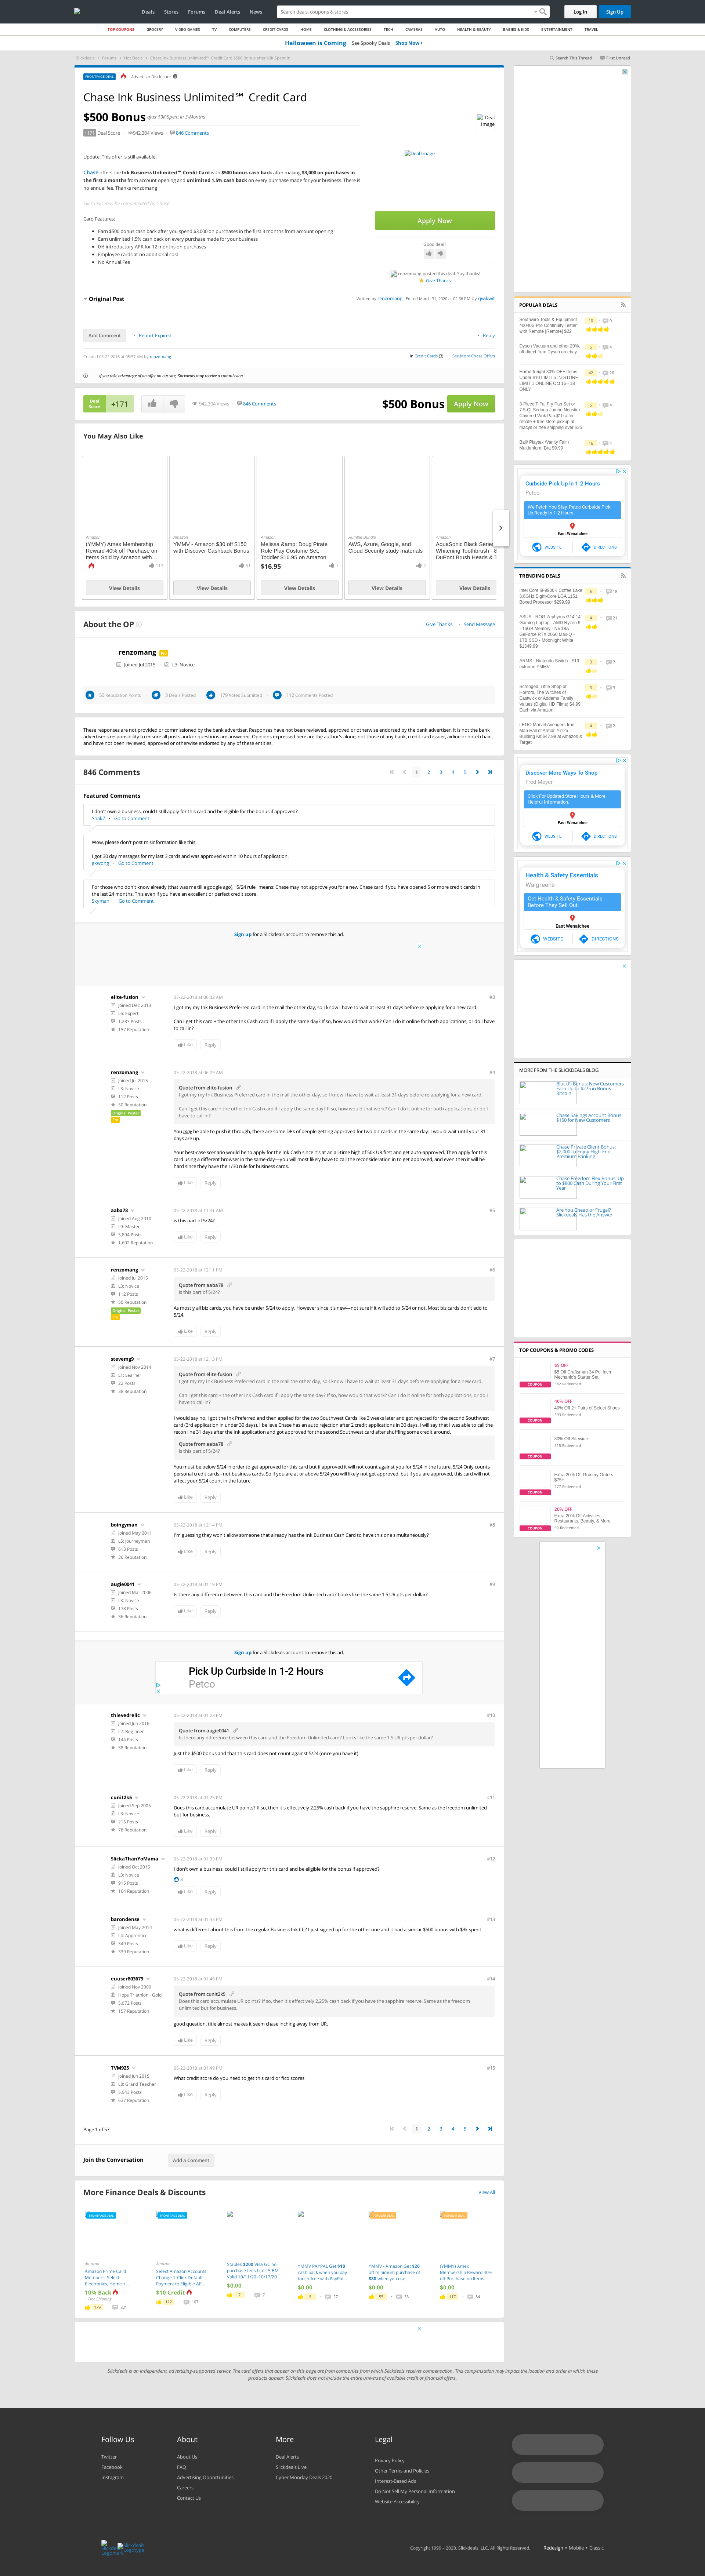 Deals Stores Forums Deal Alerts News
Search deals, coupons & stores
Log In Sign Up
TOP COUPONS GROCERY VIDEO GAMES TV COMPUTERS CREDIT CARDS HOME CLOTHING & ACCESSORIES TECH CAMERAS AUTO HEALTH & BEAUTY BABIES & KIDS ENTERTAINMENT TRAVEL
Halloween is Coming See Spooky Deals Shop Now ›
Search This Thread First Unread
FRONTPAGE DEAL Advertiser Disclosure
Chase Ink Business Unlimited℠ Credit Card
$500 Bonus after $3K Spent in 3-Months
+171 Deal Score 942,304 Views 846 Comments
Deal Image
Deal Image
Update: This offer is still available.
Chase offers the Ink Business Unlimited℠ Credit Card with $500 bonus cash back after making $3,000 on purchases in
the first 3 months from account opening and unlimited 1.5% cash back on every purchase made for your business. There is
no annual fee. Thanks renzomang
Slickdeals may be compensated by Chase.
Card Features:
Earn $500 bonus cash back after you spend $3,000 on purchases in the first 3 months from account opening
Earn unlimited 1.5% cash back on every purchase made for your business
0% introductory APR for 12 months on purchases
Employee cards at no additional cost
No Annual Fee
Apply Now
Good deal?
renzomang posted this deal. Say thanks!
Give Thanks
Original Post
Written by renzomang Edited March 31, 2020 at 02:36 PM by qwikwit
Add Comment Report Expired Reply
Created 05-22-2018 at 05:57 AM by renzomang
in Credit Cards (3) See More Chase Offers
If you take advantage of an offer on our site, Slickdeals may receive a commission.
Deal Score +171 942,304 Views 846 Comments $500 Bonus Apply Now
You May Also Like
Amazon
(YMMV) Amex Membership
Reward 40% off Purchase on
Items Sold by Amazon with...
117
View Details
Amazon
YMMV - Amazon $30 off $150
with Discover Cashback Bonus
51
View Details
Amazon
Melissa &amp; Doug Pirate
Role Play Costume Set,
Toddler $16.95 on Amazon
$16.95 1
View Details
Humble Bundle
AWS, Azure, Google, and
Cloud Security study materials
2
View Details
Amazon
AquaSonic Black Serie
Whitening Toothbrush - 8
DuPont Brush Heads & T
View Details
About the OP
Give Thanks Send Message
renzomang Pro
Joined Jul 2015 L3: Novice
50 Reputation Points 3 Deals Posted 179 Votes Submitted 112 Comments Posted
These responses are not provided or commissioned by the bank advertiser. Responses have not been reviewed, approved or otherwise endorsed by the bank advertiser. It is not the bank
advertiser's responsibility to ensure all posts and/or questions are answered. Opinions expressed here are the author's alone, not those of any bank, credit card issuer, airline or hotel chain,
and have not been reviewed, approved or otherwise endorsed by any of these entities.
846 Comments
1 2 3 4 5
Featured Comments
I don't own a business, could I still apply for this card and be eligible for the bonus if approved?
Shak7 Go to Comment
Wow, please don't post misinformation like this.
I got 30 day messages for my last 3 cards and was approved within 10 hours of application.
gkwong Go to Comment
For those who don't know already (that was me till a google ago), "5/24 rule" means: Chase may not approve you for a new Chase card if you have opened 5 or more credit cards in
the last 24 months. This even if you have an excellent or perfect credit score.
Skyman Go to Comment
Sign up for a Slickdeals account to remove this ad.
elite-fusion
Joined Dec 2013
L6: Expert
1,283 Posts
157 Reputation
05-22-2018 at 06:02 AM #3
I got my my Ink Business Preferred card in the mail the other day, so I know I have to wait at least 31 days before re-applying for a new card.
Can I get this card + the other Ink Cash card if I apply the same day? If so, how would that work? Can I do it online for both applications, or do I have
to call in?
Like Reply
renzomang
Joined Jul 2015
L3: Novice
112 Posts
50 Reputation
Original Poster
Pro
05-22-2018 at 06:29 AM #4
Quote from elite-fusion
I got my my Ink Business Preferred card in the mail the other day, so I know I have to wait at least 31 days before re-applying for a new card.
Can I get this card + the other Ink Cash card if I apply the same day? If so, how would that work? Can I do it online for both applications, or do I
have to call in?
You may be able to push it through, there are some DPs of people getting approved for two biz cards in the same day. I would wait until your 31
days are up.
Your best-case scenario would be to apply for the Ink Cash since it's at an all-time high of 50k UR first and get auto-approved. Then you can apply
using a different browser in the same day—you will most likely have to call to the reconsideration to get approved, and even then it will be
hard since they have the 1/30 rule for business cards.
Like Reply
aaba78
Joined Aug 2010
L9: Master
5,894 Posts
1,602 Reputation
05-22-2018 at 11:41 AM #5
is this part of 5/24?
Like Reply
renzomang
Joined Jul 2015
L3: Novice
112 Posts
50 Reputation
Original Poster
Pro
05-22-2018 at 12:11 PM #6
Quote from aaba78
is this part of 5/24?
As mostly all biz cards, you have be under 5/24 to apply. However since it's new—not sure if it will add to 5/24 or not. Most biz cards don't add to
5/24.
Like Reply
stevemg9
Joined Nov 2014
L1: Learner
22 Posts
38 Reputation
05-22-2018 at 12:13 PM #7
Quote from elite-fusion
I got my my Ink Business Preferred card in the mail the other day, so I know I have to wait at least 31 days before re-applying for a new card.
Can I get this card + the other Ink Cash card if I apply the same day? If so, how would that work? Can I do it online for both applications, or do I
have to call in?
I would say no, I got the Ink Preferred and then applied for the two Southwest Cards like 3 weeks later and got rejected for the second Southwest
card (3rd application in under 30 days). I believe Chase has an auto reject after 2 applications in under 30 days. I will say that I was able to call the
recon line 31 days after the Ink application and got approved for the second Southwest card after shuffling some credit around.
Quote from aaba78
is this part of 5/24?
You must be below 5/24 in order to get approved for this card but if approved it will not count against you for 5/24 in the future. 5/24 Only counts
personal credit cards - not business cards. So if you are at or above 5/24 you will likely not get approved, but if you are approved, this card will not
affect your 5/24 count in the future.
Like Reply
boingyman
Joined May 2011
L5: Journeyman
613 Posts
36 Reputation
05-22-2018 at 12:14 PM #8
I'm guessing they won't allow someone that already has the Ink Business Cash Card to have this one simultaneously?
Like Reply
augie0041
Joined Mar 2006
L3: Novice
178 Posts
36 Reputation
05-22-2018 at 01:19 PM #9
Is there any difference between this card and the Freedom Unlimited card? Looks like the same 1.5 UR pts per dollar?
Like Reply
Sign up for a Slickdeals account to remove this ad.
Pick Up Curbside In 1-2 Hours
Petco
thievedrelic
Joined Jun 2016
L2: Beginner
144 Posts
38 Reputation
05-22-2018 at 01:23 PM #10
Quote from augie0041
Is there any difference between this card and the Freedom Unlimited card? Looks like the same 1.5 UR pts per dollar?
Just the $500 bonus and that this card does not count against 5/24 (once you have it).
Like Reply
cunit2k5
Joined Sep 2005
L3: Novice
215 Posts
78 Reputation
05-22-2018 at 01:25 PM #11
Does this card accumulate UR points? If so, then it's effectively 2.25% cash back if you have the sapphire reserve. Same as the freedom unlimited
but for business.
Like Reply
SlickaThanYoMama
Joined Oct 2015
L3: Novice
915 Posts
164 Reputation
05-22-2018 at 01:39 PM #12
I don't own a business, could I still apply for this card and be eligible for the bonus if approved?
3
Like Reply
barondense
Joined May 2014
L4: Apprentice
349 Posts
339 Reputation
05-22-2018 at 01:43 PM #13
what is different about this from the regular Business Ink CC? I just signed up for the other one and it had a similar $500 bonus with $3k spent
Like Reply
euuser803679
Joined Nov 2009
Hops Triathlon - Gold
5,072 Posts
157 Reputation
05-22-2018 at 01:46 PM #14
Quote from cunit2k5
Does this card accumulate UR points? If so, then it's effectively 2.25% cash back if you have the sapphire reserve. Same as the freedom
unlimited but for business.
good question. title almost makes it seem chase inching away from UR.
Like Reply
TVM925
Joined Jun 2015
L8: Grand Teacher
5,943 Posts
637 Reputation
05-22-2018 at 01:49 PM #15
What credit score do you need to get this card or fico scores
Like Reply
Page 1 of 57
1 2 3 4 5
Join the Conversation Add a Comment
More Finance Deals & Discounts View All
FRONTPAGE DEAL
Amazon
Amazon Prime Card
Members: Select
Electronics, Home +...
10% Back
+ Free Shipping
179 321
FRONTPAGE DEAL
Amazon
Select Amazon Accounts:
Change 1-Click Default
Payment to Eligible AE...
$10 Credit
112 197
Staples $200 Visa GC no
purchase fees Limit 5 BM
Valid 10/11/20-10/17/20
$0.00
7 7
YMMV PAYPAL Get $10
cash back when you pay
touch-free with PayPal...
$0.00
8 27
YMMV - Amazon Get $20
off minimum purchase of
$80 when you use...
$0.00
55 33
(YMMV) Amex
Membership Reward 40%
off Purchase on Items...
$0.00
117 84
Slickdeals is an independent, advertising-supported service. The card offers that appear on this page are from companies from which Slickdeals receives compensation. This compensation may impact the location and order in which these
products appear. Slickdeals does not include the entire universe of available credit or financial offers.
POPULAR DEALS
Southwire Tools & Equipment
40040S Pro Continuity Tester
with Remote [Remote] $22
Dyson Vacuum and other 20%
off direct from Dyson on ebay
Haberheight 30% OFF Items
Under $10 LIMIT 5 IN-STORE
LIMIT 1 ONLINE Oct 16 - 18
ONLY
3-Piece T-Fal Fry Pan Set or
7.5-Qt Sedona Jumbo Nonstick
Covered Wok Pan $10 after
rebate + free store pickup at
macys or free shipping over $25
Curbside Pick Up In 1-2 Hours
Petco
We Fetch You Stay. Petco Curbside Pick
Up Ready In 1-2 Hours
East Wenatchee
WEBSITE DIRECTIONS
TRENDING DEALS
Intel Core i9-9900K Coffee Lake
3.6GHz Eight-Core LGA 1151
Boxed Processor $299.99
ASUS - ROG Zephyrus G14 14"
Gaming Laptop - AMD Ryzen 9
- 16GB Memory - NVIDIA
GeForce RTX 2060 Max-Q -
1TB SSD - Moonlight White
$1349.99
ARMS - Nintendo Switch - $19 -
extreme YMMV
Scrooged, Little Shop of
Horrors, The Witches of
Eastwick or Addams Family
Values (Digital HD Films) $4.99
Each via Amazon
LEGO Marvel Avengers Iron
Man Hall of Armor 76125
Building Kit $47.99 at Amazon &
Target
Discover More Ways To Shop
Fred Meyer
Click For Updated Store Hours & More
Helpful Information.
East Wenatchee
WEBSITE DIRECTIONS
Health & Safety Essentials
Walgreens
Get Health & Safety Essentials
Before They Sell Out.
East Wenatchee
WEBSITE DIRECTIONS
MORE FROM THE SLICKDEALS BLOG
BlockFi Bonus: New Customers
Earn Up to $275 in Bonus
Bitcoin
Chase Savings Account Bonus:
$150 for New Customers
Chase Private Client Bonus:
$2,000 to Enjoy High-End,
Premium Banking
Chase Freedom Flex Bonus: Up
to $800 Cash During Your First
Year
Are You Cheap or Frugal?
Slickdeals Has the Answer
TOP COUPONS & PROMO CODES
$5 OFF
$5 Off Craftsman 34 Pc. Inch
Mechanic's Starter Set
COUPON
40% OFF
40% Off 2+ Pairs of Select Shoes
COUPON
30% Off Sitewide
515 Redeemed
COUPON
Extra 20% Off Grocery Orders
$75+
277 Redeemed
COUPON
20% OFF
Extra 20% Off Activities,
Restaurants, Beauty, & More
COUPON
Follow Us
Twitter
Facebook
Instagram
About
About Us
FAQ
Advertising Opportunities
Careers
Contact Us
More
Deal Alerts
Slickdeals Live
Cyber Monday Deals 2020
Legal
Privacy Policy
Other Terms and Policies
Interest-Based Ads
Do Not Sell My Personal Information
Website Accessibility
Copyright 1999 - 2020. Slickdeals, LLC. All Rights Reserved. Redesign • Mobile • Classic